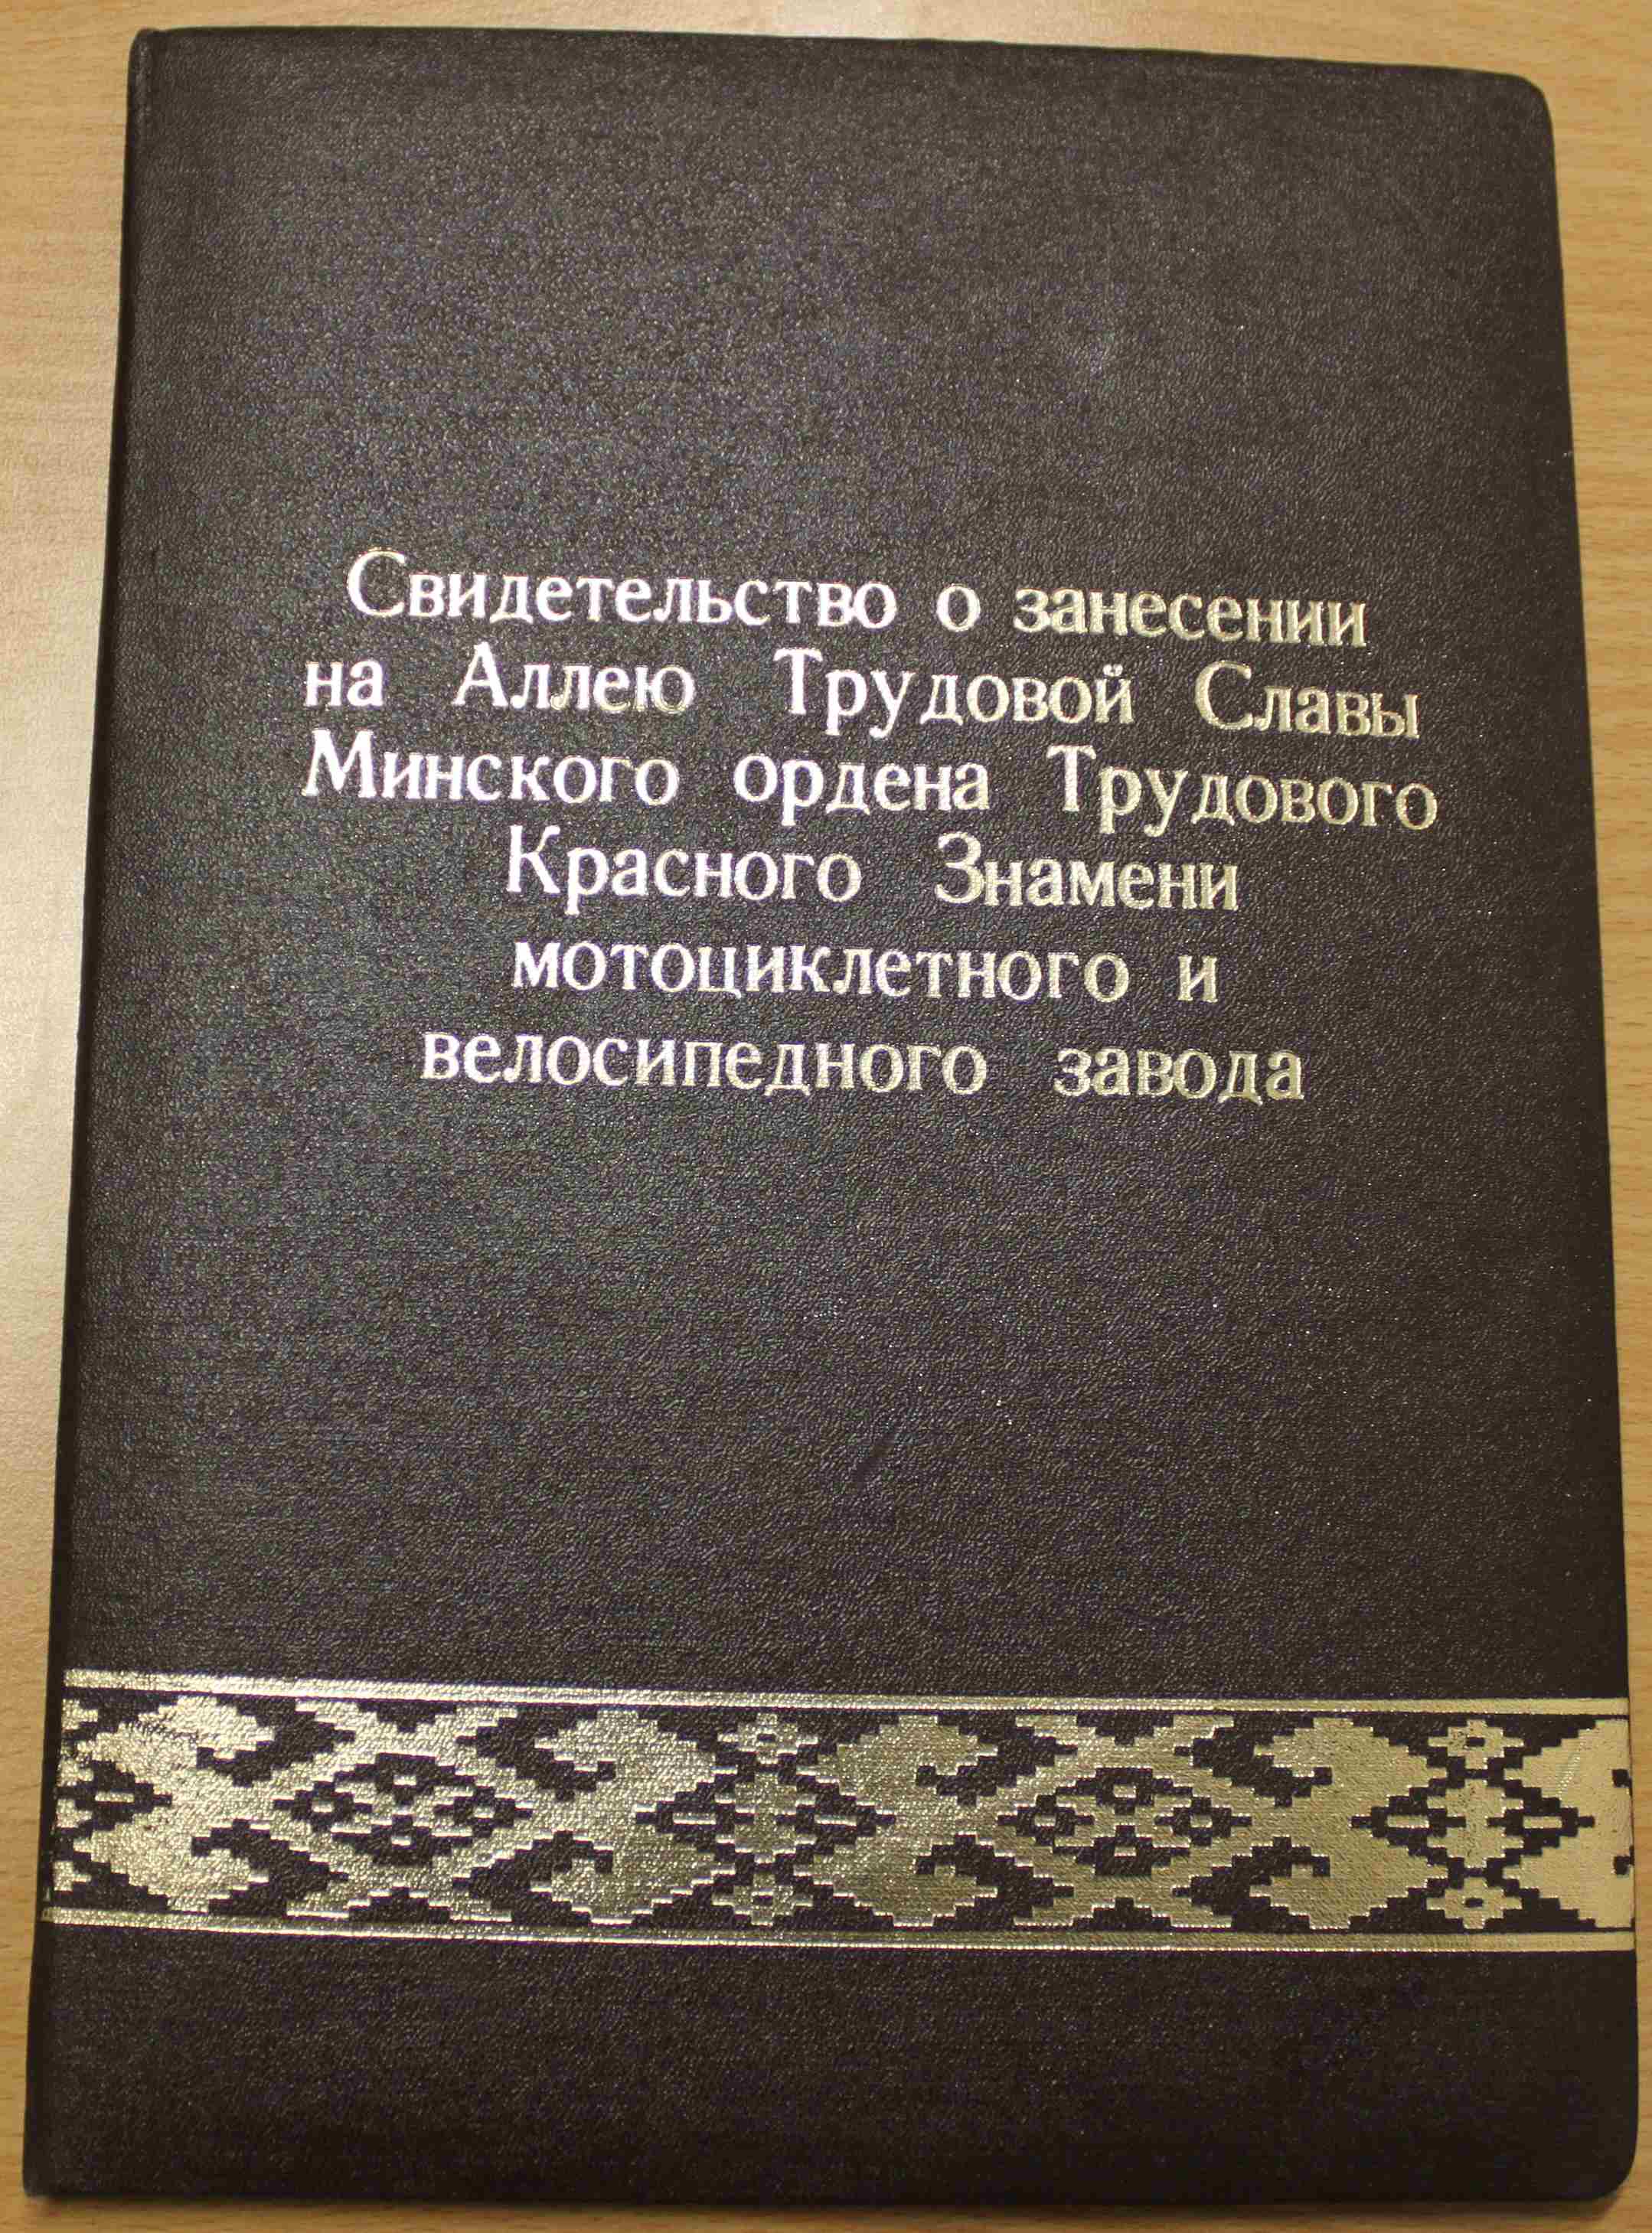 Свидетельство о занесении
на Аллею Трудовой Славы
Минского ордена Трудового
Красного Знамени
мотоциклетного и
велосипедного завода